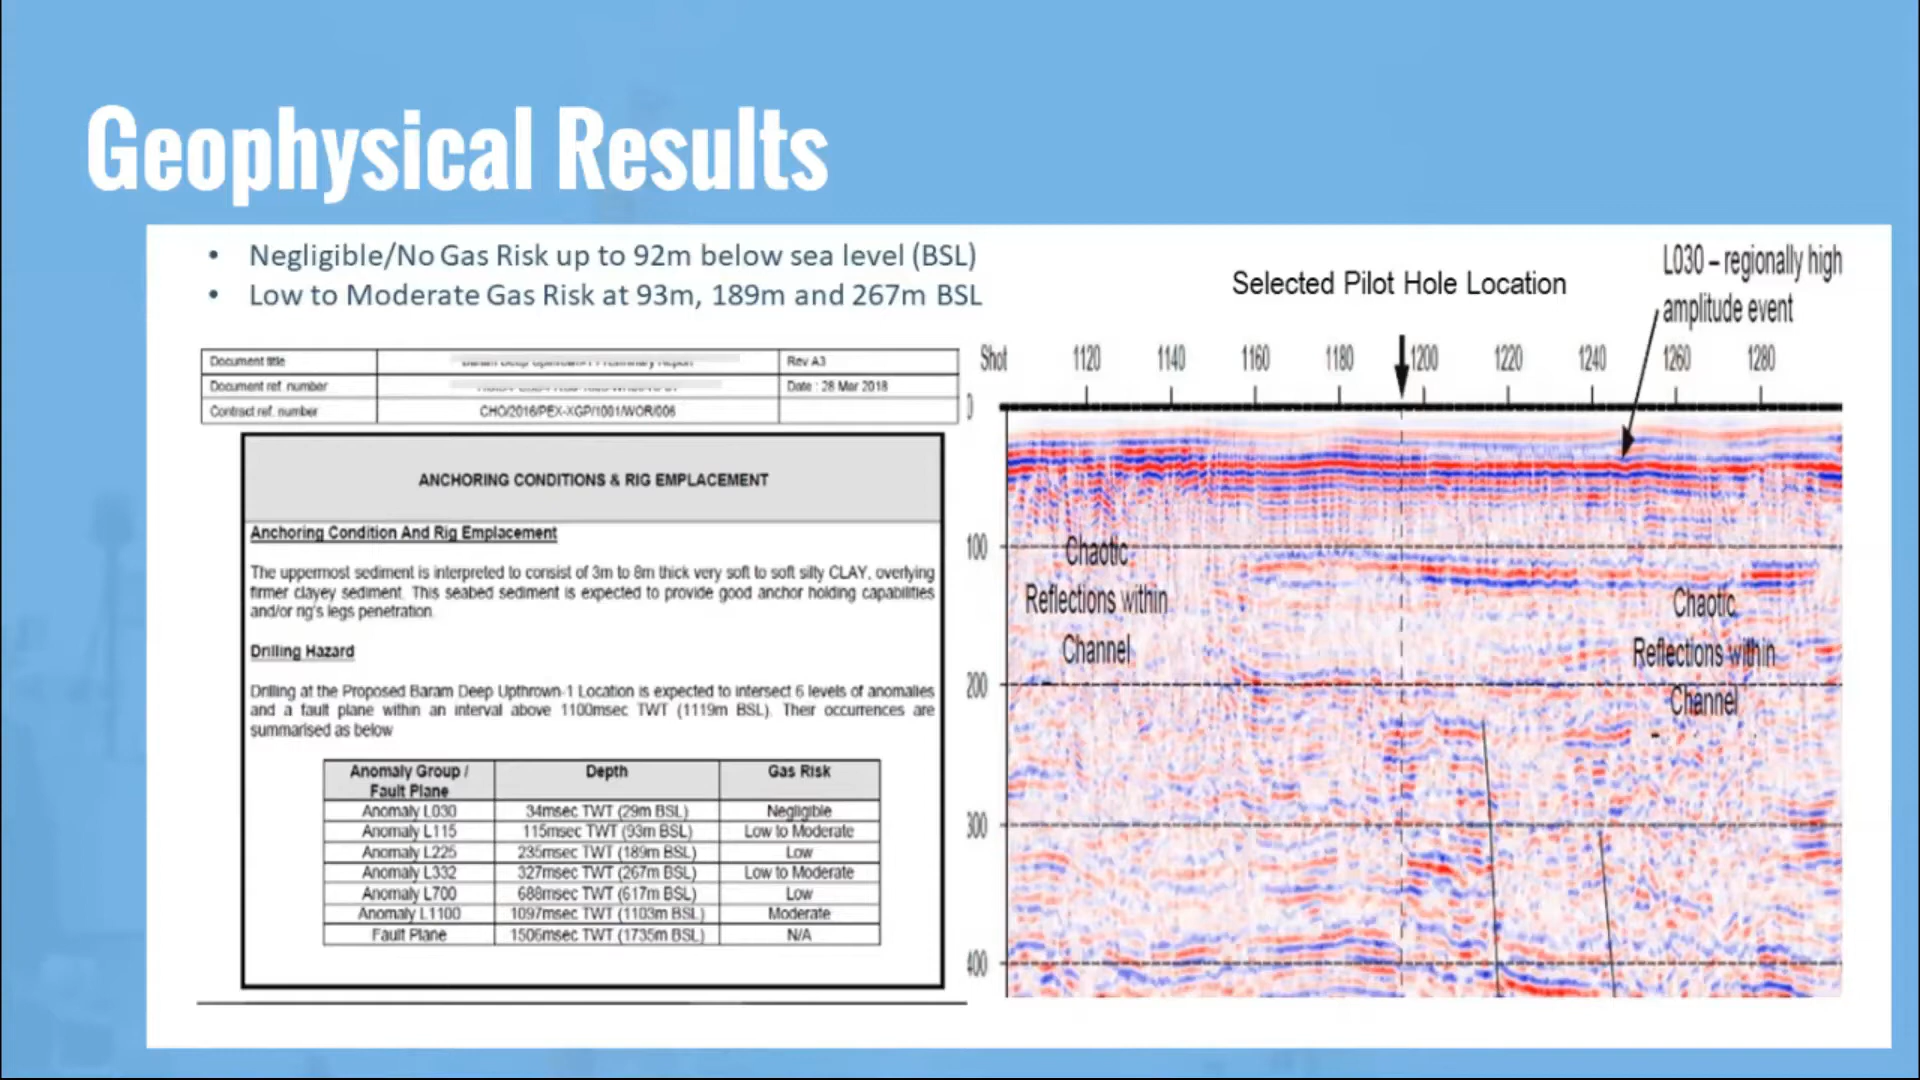 Geophysical Results
• Negligible/No Gas Risk up to 92m below sea level (BSL)
• Low to Moderate Gas Risk at 93m, 189m and 267m BSL
Document title Baram Deep Upthrown-1 Preliminary Report Rev A3
Document ref. number Date : 28 Mar 2018
Contract ref. number CHO/2016/PEX-XGP/1001/WOR/006
ANCHORING CONDITIONS & RIG EMPLACEMENT
Anchoring Condition And Rig Emplacement
The uppermost sediment is interpreted to consist of 3m to 8m thick very soft to soft silty CLAY, overlying
firmer clayey sediment. This seabed sediment is expected to provide good anchor holding capabilities
and/or rig's legs penetration.
Drilling Hazard
Drilling at the Proposed Baram Deep Upthrown-1 Location is expected to intersect 6 levels of anomalies
and a fault plane within an interval above 1100msec TWT (1119m BSL). Their occurrences are
summarised as below
Anomaly Group / Depth Gas Risk
Fault Plane
Anomaly L030 34msec TWT (29m BSL) Negligible
Anomaly L115 115msec TWT (93m BSL) Low to Moderate
Anomaly L225 235msec TWT (189m BSL) Low
Anomaly L332 327msec TWT (267m BSL) Low to Moderate
Anomaly L700 688msec TWT (617m BSL) Low
Anomaly L1100 1097msec TWT (1103m BSL) Moderate
Fault Plane 1506msec TWT (1735m BSL) N/A
L030 – regionally high
amplitude event
Selected Pilot Hole Location
Shot 1120 1140 1160 1180 1200 1220 1240 1260 1280
0
100
200
300
400
Chaotic
Reflections within
Channel
Chaotic
Reflections within
Channel